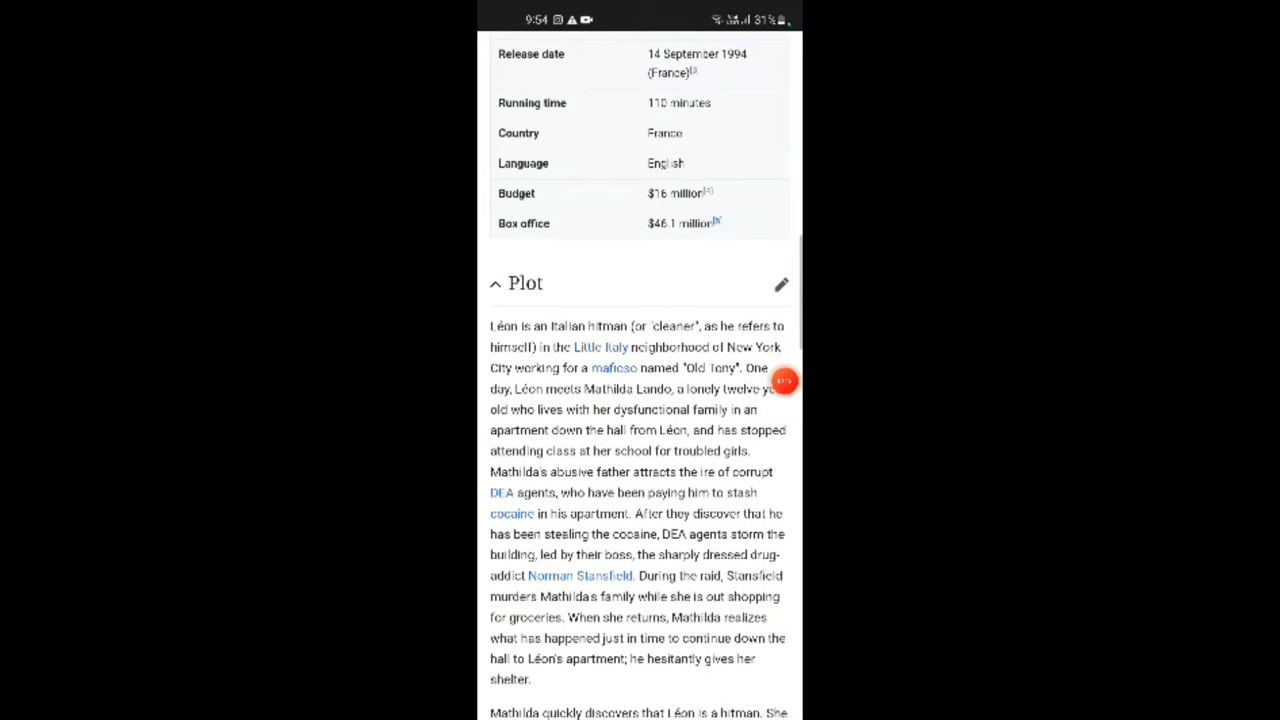 9:54 31%
Release date 14 September 1994
(France)[3]
Running time 110 minutes
Country France
Language English
Budget $16 million[4]
Box office $46.1 million[5]
Plot
Léon is an Italian hitman (or "cleaner", as he refers to
himself) in the Little Italy neighborhood of New York
City working for a mafioso named "Old Tony". One
day, Léon meets Mathilda Lando, a lonely twelve-ye
old who lives with her dysfunctional family in an
apartment down the hall from Léon, and has stopped
attending class at her school for troubled girls.
Mathilda's abusive father attracts the ire of corrupt
DEA agents, who have been paying him to stash
cocaine in his apartment. After they discover that he
has been stealing the cocaine, DEA agents storm the
building, led by their boss, the sharply dressed drug-
addict Norman Stansfield. During the raid, Stansfield
murders Mathilda's family while she is out shopping
for groceries. When she returns, Mathilda realizes
what has happened just in time to continue down the
hall to Léon's apartment; he hesitantly gives her
shelter.
Mathilda quickly discovers that Léon is a hitman. She